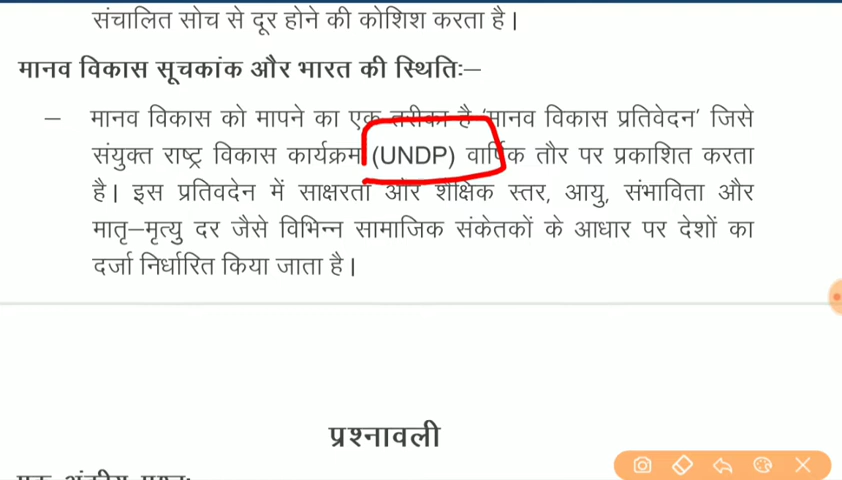 संचालित सोच से दूर होने की कोशिश करता है।
मानव विकास सूचकांक और भारत की स्थितिः—
— मानव विकास को मापने का एक तरीका है 'मानव विकास प्रतिवेदन' जिसे
संयुक्त राष्ट्र विकास कार्यक्रम (UNDP) वार्षिक तौर पर प्रकाशित करता
है। इस प्रतिवदेन में साक्षरता और शैक्षिक स्तर, आयु, संभाविता और
मातृ—मृत्यु दर जैसे विभिन्न सामाजिक संकेतकों के आधार पर देशों का
दर्जा निर्धारित किया जाता है।
प्रश्नावली